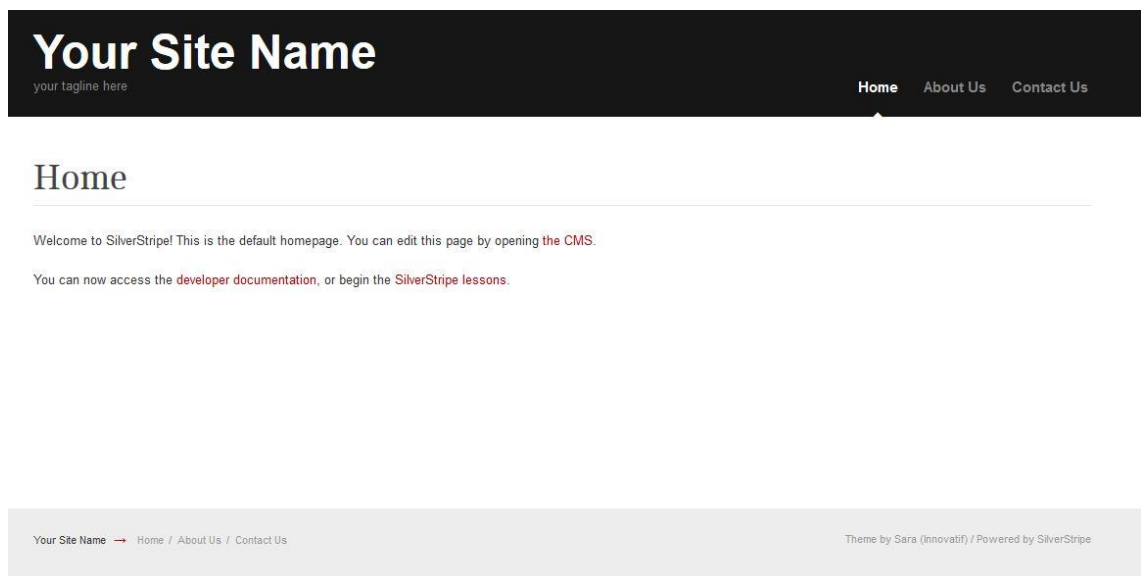 Your Site Name
your tagline here
Home About Us Contact Us
Home
Welcome to SilverStripe! This is the default homepage. You can edit this page by opening the CMS.
You can now access the developer documentation, or begin the SilverStripe lessons.
Your Site Name → Home / About Us / Contact Us
Theme by Sara (Innovatif) / Powered by SilverStripe